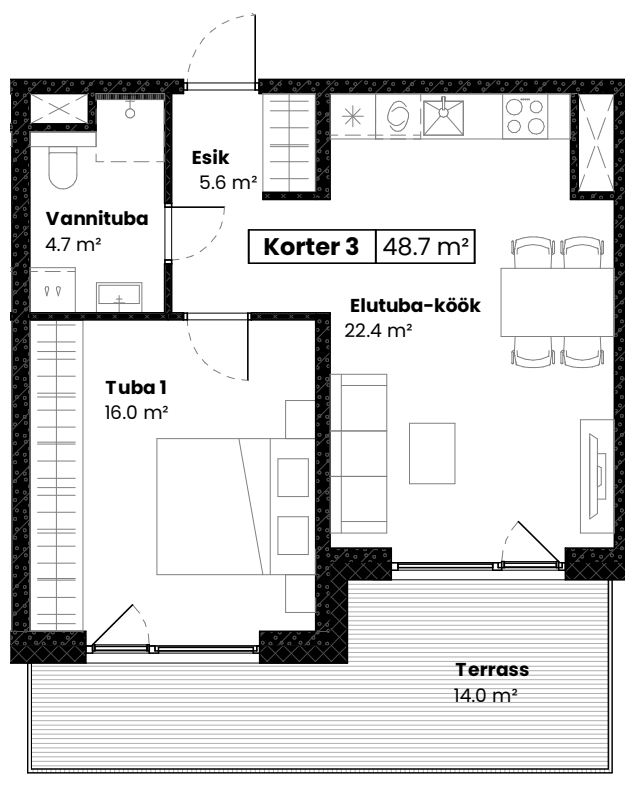 Esik
5.6 m²
Vannituba
4.7 m²
Korter 3 48.7 m²
Elutuba-köök
22.4 m²
Tuba 1
16.0 m²
Terrass
14.0 m²